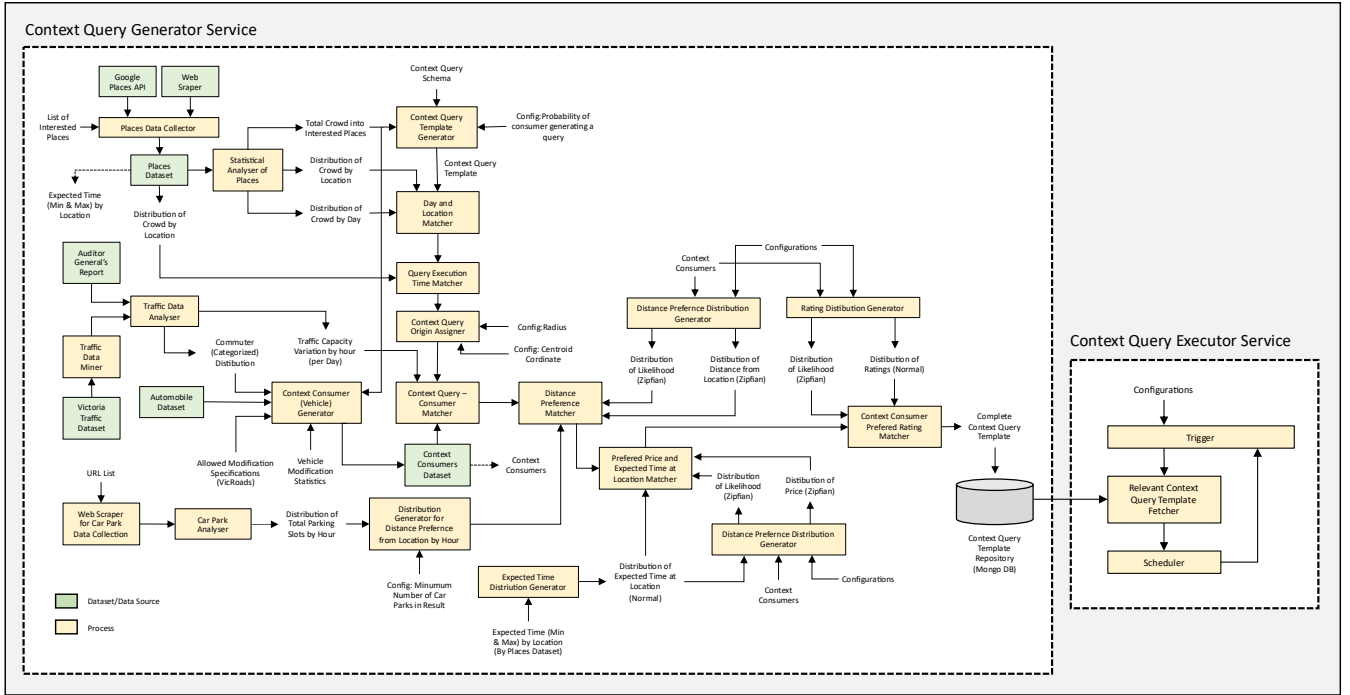 Context Query Generator Service
Google
Places API
Web
Sraper
List of
Interested
Places
Places Data Collector
Places
Dataset
Expected Time
(Min & Max) by
Location
Distribution of
Crowd by
Location
Statistical
Analyser of
Places
Total Crowd into
Interested Places
Distribution of
Crowd by
Location
Distribution of
Crowd by Day
Context Query
Schema
Context Query
Template
Generator
Config:Probability of
consumer generating a
query
Context Query
Template
Day and
Location
Matcher
Query Execution
Time Matcher
Context Query
Origin Assigner
Config:Radius
Config: Centroid
Cordinate
Auditor
General's
Report
Traffic Data
Analyser
Traffic
Data
Miner
Victoria
Traffic
Dataset
Commuter
(Categorized)
Distibution
Traffic Capacity
Variation by hour
(per Day)
Automobile
Dataset
Context Consumer
(Vehicle)
Generator
Allowed Modification
Specifications
(VicRoads)
Vehicle
Modification
Statistics
Context Query –
Consumer
Matcher
Context
Consumers
Dataset
Context
Consumers
Distance
Preference
Matcher
Configurations
Context
Consumers
Distance Prefernce Distribution
Generator
Rating Distibution Generator
Distribution
of Likelihood
(Zipfian)
Distibution of
Distance from
Location (Zipfian)
Distribution
of Likelihood
(Zipfian)
Distibution of
Ratings (Normal)
Context Consumer
Prefered Rating
Matcher
Complete
Context Query
Template
Prefered Price and
Expected Time at
Location Matcher
Distribution
of Likelihood
(Zipfian)
Distibution of
Price (Zipfian)
Distance Prefernce Distribution
Generator
Configurations
Context
Consumers
URL List
Web Scraper
for Car Park
Data Collection
Car Park
Analyser
Distribution of
Total Parking
Slots by Hour
Distribution
Generator for
Distance Prefernce
from Location by Hour
Config: Minumum
Number of Car
Parks in Result
Expected Time
Distriution Generator
Distribution of
Expected Time at
Location
(Normal)
Expected Time (Min
& Max) by Location
(By Places Dataset)
Context Query
Template
Repository
(Mongo DB)
Dataset/Data Source
Process
Context Query Executor Service
Configurations
Trigger
Relevant Context
Query Template
Fetcher
Scheduler